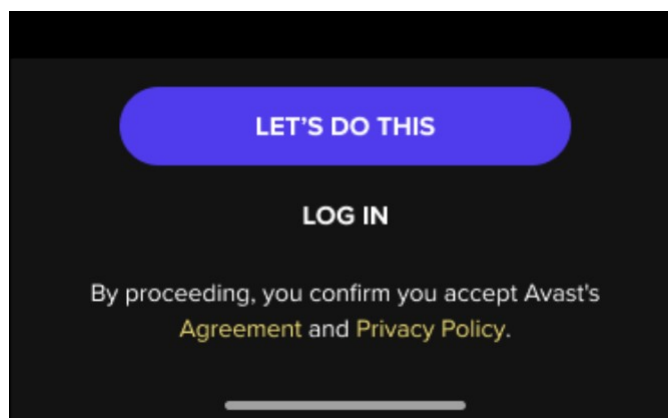 LET’S DO THIS
LOG IN
By proceeding, you confirm you accept Avast's
Agreement and Privacy Policy.